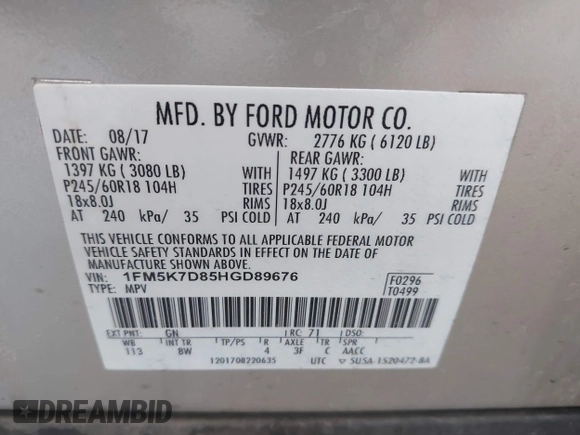 MFD. BY FORD MOTOR CO.
DATE: 08/17 GVWR: 2776 KG ( 6120 LB)
FRONT GAWR: REAR GAWR:
1397 KG ( 3080 LB) WITH 1497 KG ( 3300 LB) WITH
P245/60R18 104H TIRES P245/60R18 104H TIRES
18x8.0J RIMS 18x8.0J RIMS
AT 240 kPa/ 35 PSI COLD AT 240 kPa/ 35 PSI COLD
THIS VEHICLE CONFORMS TO ALL APPLICABLE FEDERAL MOTOR
VEHICLE SAFETY STANDARDS IN EFFECT ON THE DATE OF
MANUFACTURE SHOWN ABOVE.
VIN: 1FM5K7D85HGD89676 F0296
TYPE: MPV T0499
EXT PNT: GN RC: 71 DSO:
WB INT TR TP/PS R AXLE TR SPR
113 BW 4 3F C AACC
1201708220635 UTC 5U5A-1520472-BA
DREAMBID